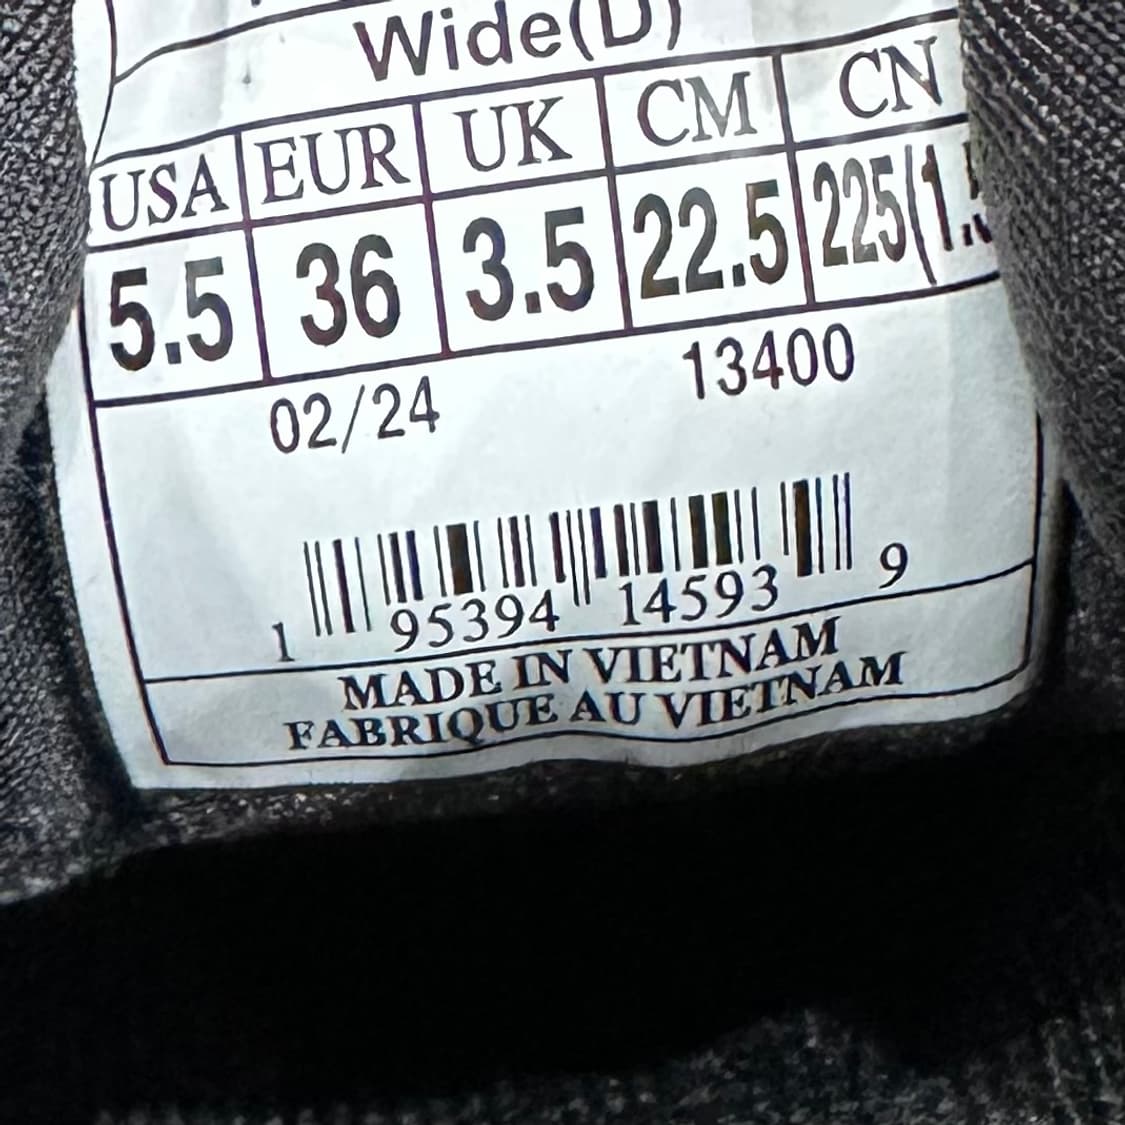 Wide(D)
USA EUR UK CM CN
5.5 36 3.5 22.5 225(1.
02/24 13400
1 95394 14593 9
MADE IN VIETNAM
FABRIQUE AU VIETNAM